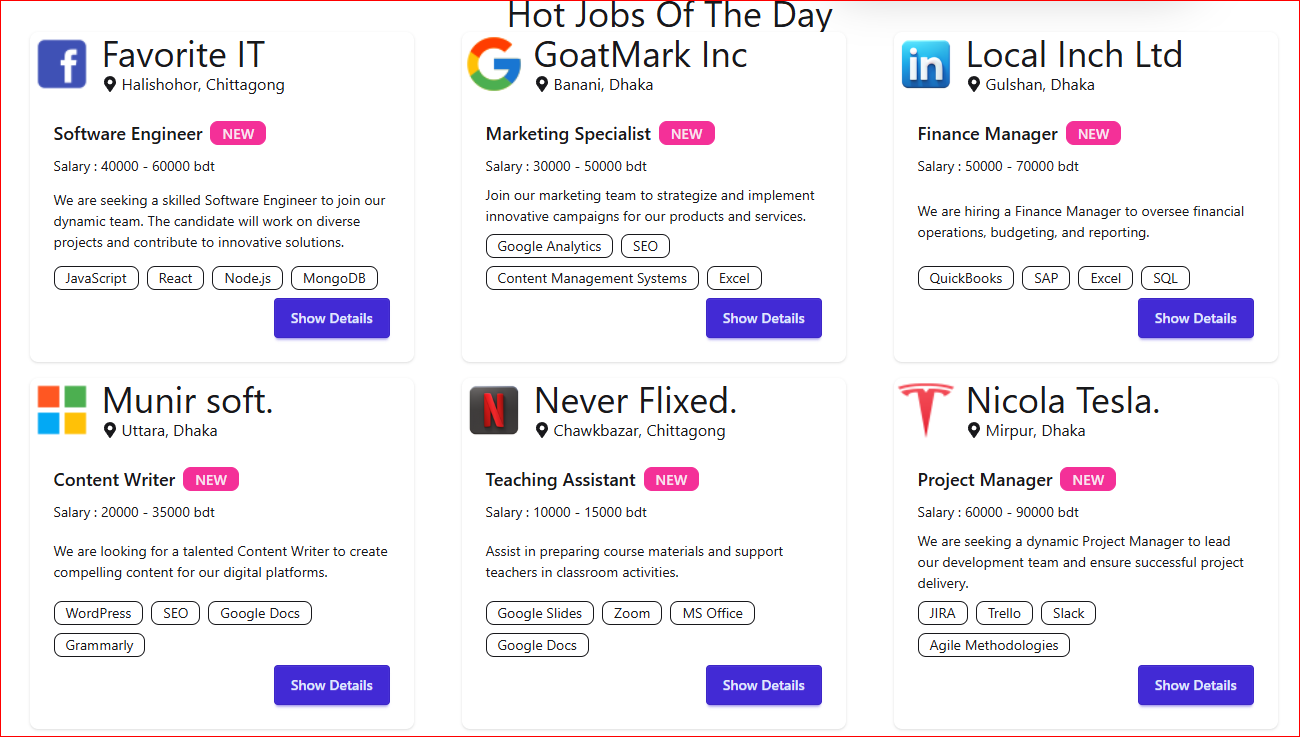 Hot Jobs Of The Day
Favorite IT
Halishohor, Chittagong
Software Engineer NEW
Salary : 40000 - 60000 bdt
We are seeking a skilled Software Engineer to join our
dynamic team. The candidate will work on diverse
projects and contribute to innovative solutions.
JavaScript React Node.js MongoDB
Show Details
GoatMark Inc
Banani, Dhaka
Marketing Specialist NEW
Salary : 30000 - 50000 bdt
Join our marketing team to strategize and implement
innovative campaigns for our products and services.
Google Analytics SEO
Content Management Systems Excel
Show Details
Local Inch Ltd
Gulshan, Dhaka
Finance Manager NEW
Salary : 50000 - 70000 bdt
We are hiring a Finance Manager to oversee financial
operations, budgeting, and reporting.
QuickBooks SAP Excel SQL
Show Details
Munir soft.
Uttara, Dhaka
Content Writer NEW
Salary : 20000 - 35000 bdt
We are looking for a talented Content Writer to create
compelling content for our digital platforms.
WordPress SEO Google Docs
Grammarly
Show Details
Never Flixed.
Chawkbazar, Chittagong
Teaching Assistant NEW
Salary : 10000 - 15000 bdt
Assist in preparing course materials and support
teachers in classroom activities.
Google Slides Zoom MS Office
Google Docs
Show Details
Nicola Tesla.
Mirpur, Dhaka
Project Manager NEW
Salary : 60000 - 90000 bdt
We are seeking a dynamic Project Manager to lead
our development team and ensure successful project
delivery.
JIRA Trello Slack
Agile Methodologies
Show Details